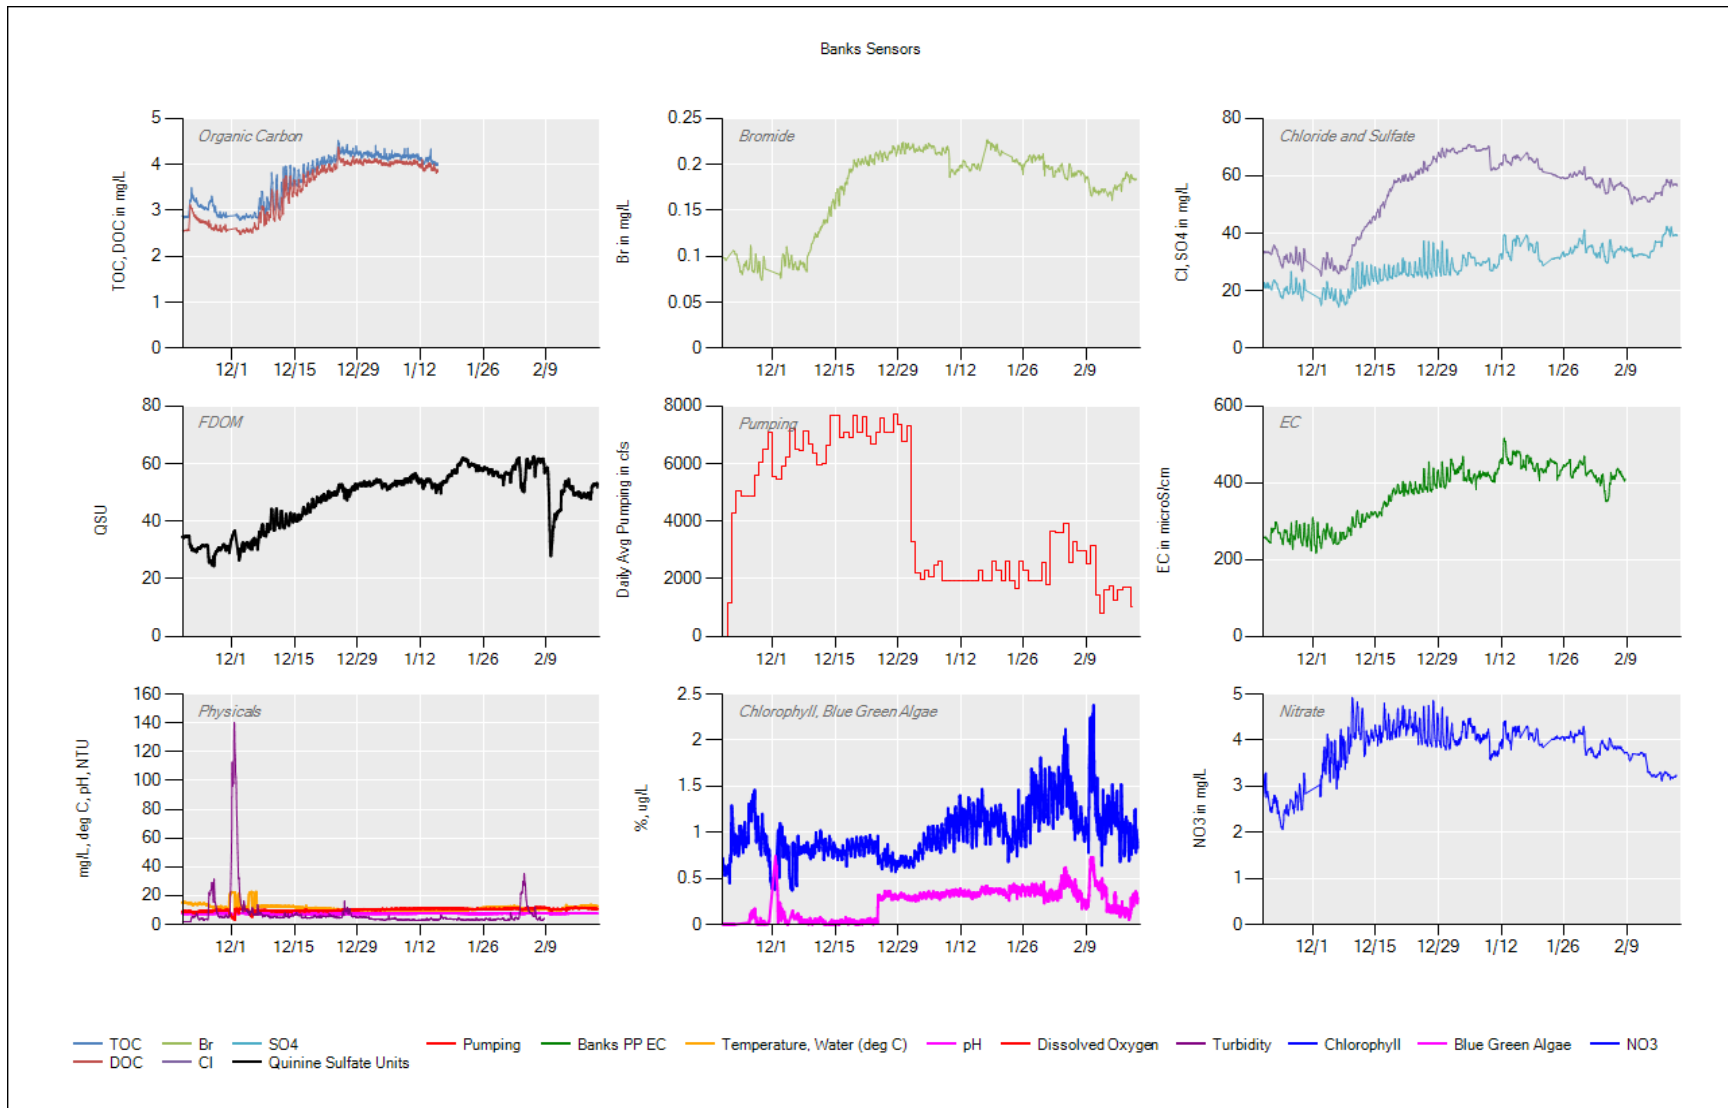 Banks Sensors
Organic Carbon
TOC, DOC in mg/L
5
4
3
2
1
0
12/1 12/15 12/29 1/12 1/26 2/9
Bromide
Br in mg/L
0.25
0.2
0.15
0.1
0.05
0
12/1 12/15 12/29 1/12 1/26 2/9
Chloride and Sulfate
Cl, SO4 in mg/L
80
60
40
20
0
12/1 12/15 12/29 1/12 1/26 2/9
FDOM
QSU
80
60
40
20
0
12/1 12/15 12/29 1/12 1/26 2/9
Pumping
Daily Avg Pumping in cfs
8000
6000
4000
2000
0
12/1 12/15 12/29 1/12 1/26 2/9
EC
EC in microS/cm
600
400
200
0
12/1 12/15 12/29 1/12 1/26 2/9
Physicals
mg/L, deg C, pH, NTU
160
140
120
100
80
60
40
20
0
12/1 12/15 12/29 1/12 1/26 2/9
Chlorophyll, Blue Green Algae
%, ug/L
2.5
2
1.5
1
0.5
0
12/1 12/15 12/29 1/12 1/26 2/9
Nitrate
NO3 in mg/L
5
4
3
2
1
0
12/1 12/15 12/29 1/12 1/26 2/9
TOC Br SO4 Pumping Banks PP EC Temperature, Water (deg C) pH Dissolved Oxygen Turbidity Chlorophyll Blue Green Algae NO3
DOC Cl Quinine Sulfate Units